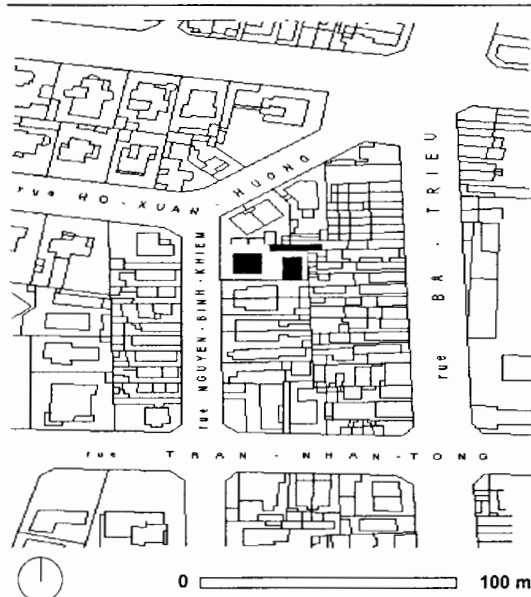 rue HO-XUAN-HUONG
rue NGUYEN-BINH-KHIEM
rue BA-TRIEU
rue TRAN-NHAN-TONG
0 100 m